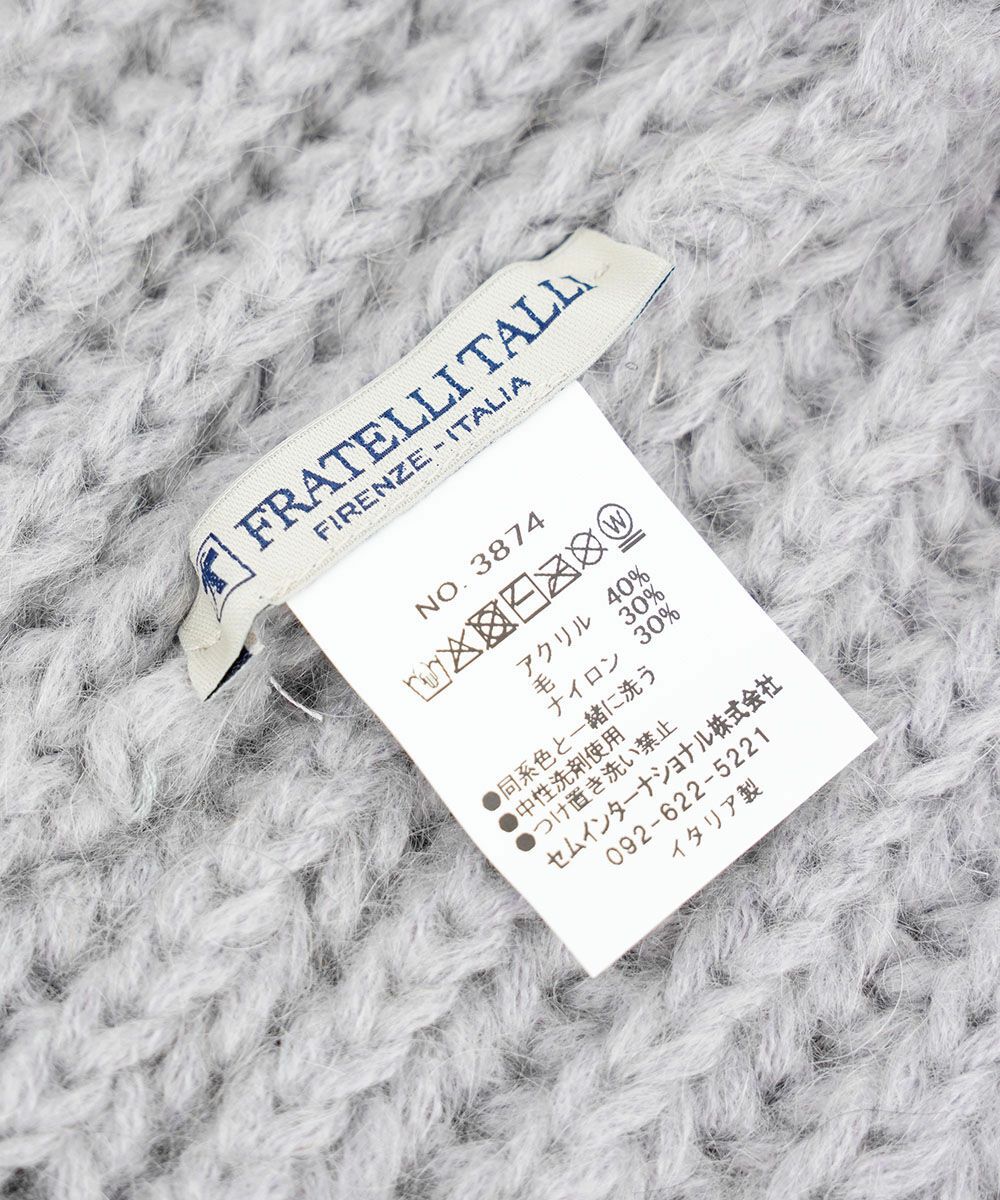 FRATELLI TALLI
FIRENZE - ITALIA
NO. 3874
W
アクリル 40%
毛 30%
ナイロン 30%
●同系色と一緒に洗う
●中性洗剤使用
●つけ置き洗い禁止
セムインターナショナル株式会社
092-622-5221
イタリア製